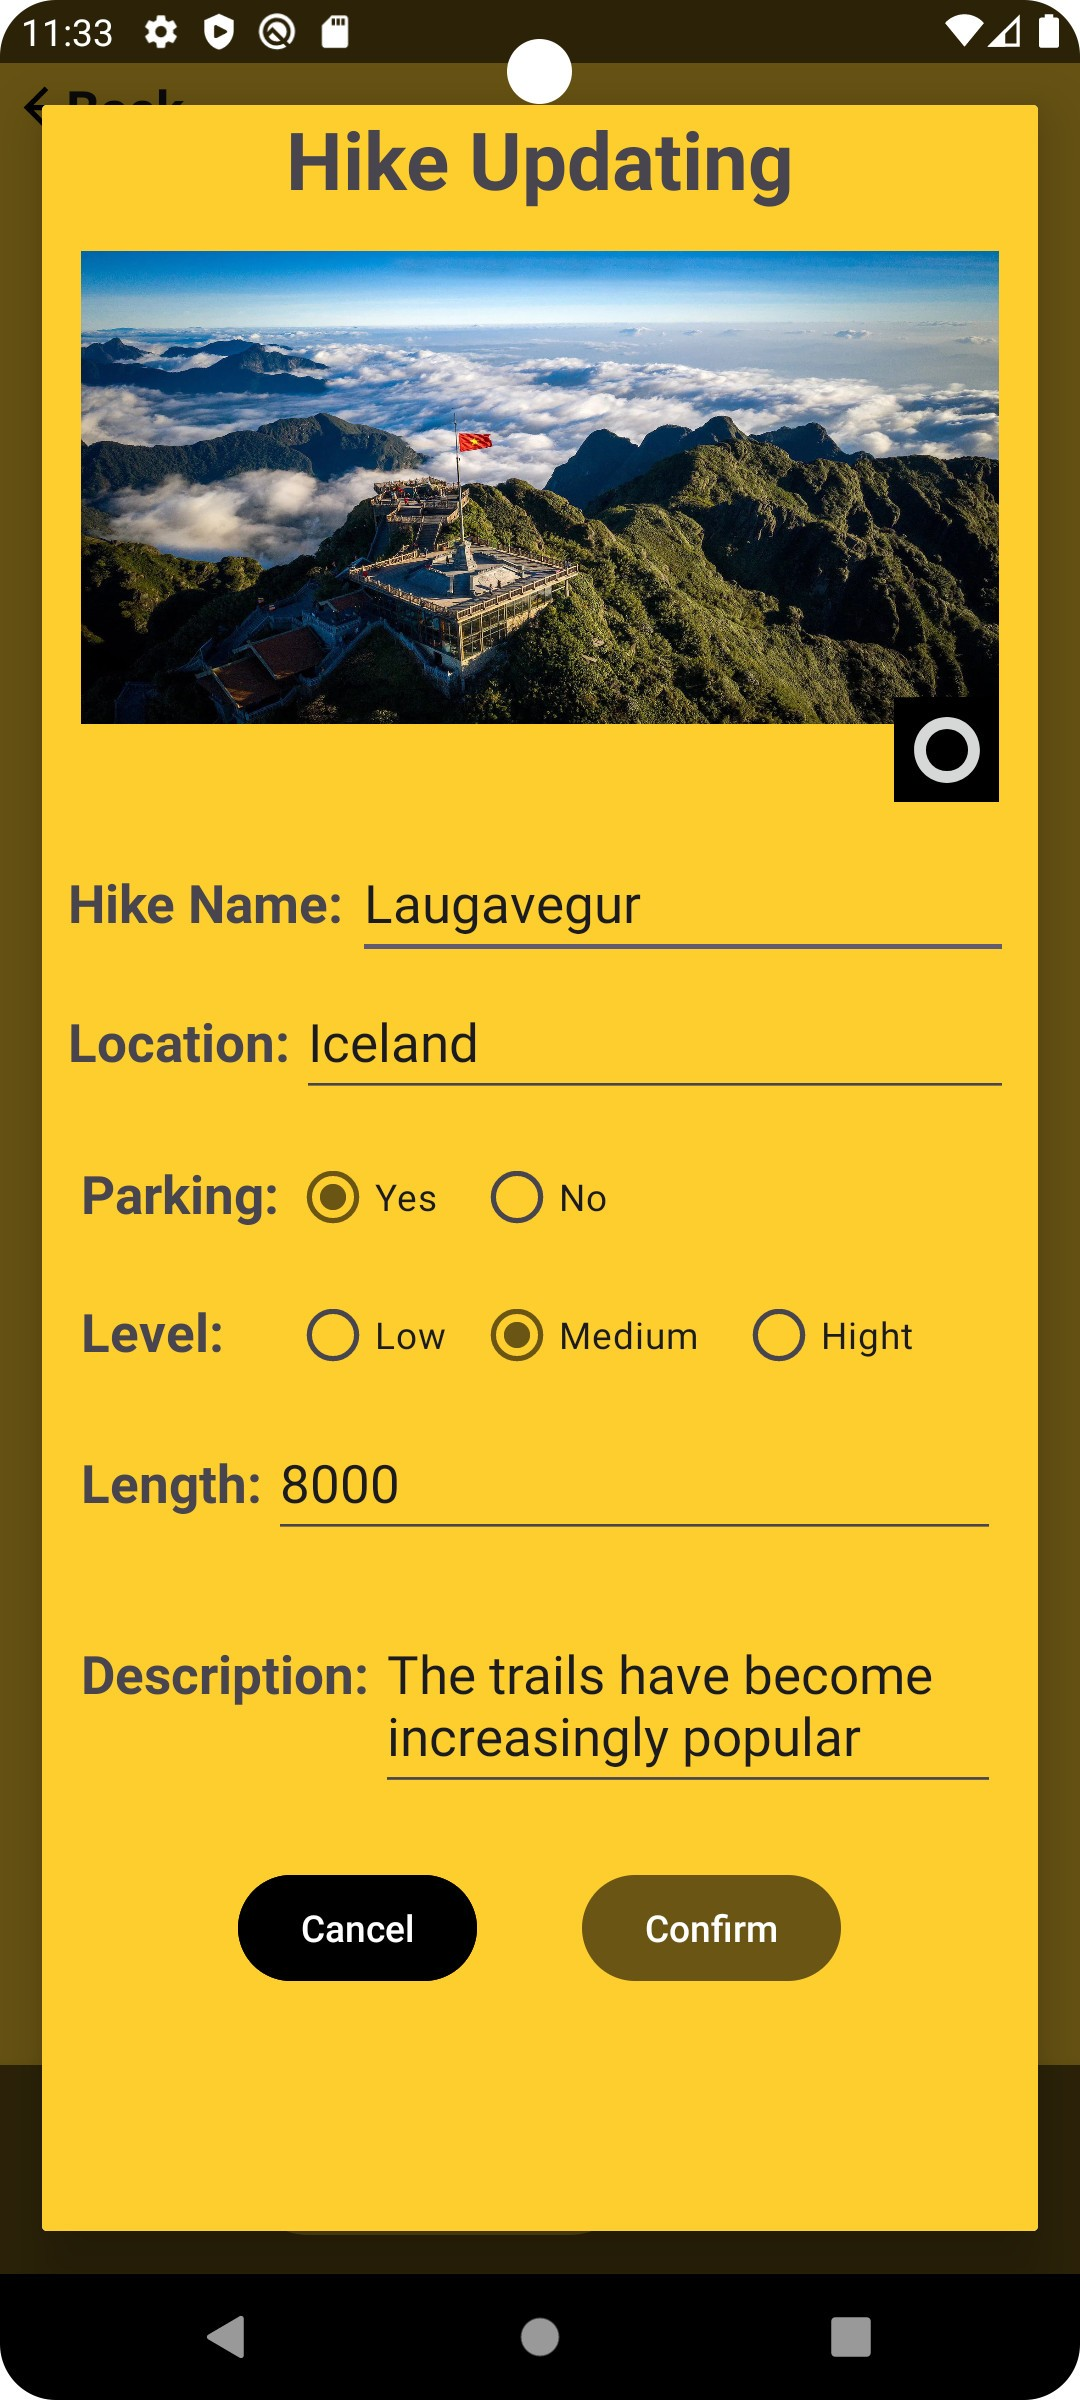 11:33
Hike Updating
Hike Name: Laugavegur
Location: Iceland
Parking: Yes No
Level: Low Medium Hight
Length: 8000
Description: The trails have become
increasingly popular
Cancel Confirm